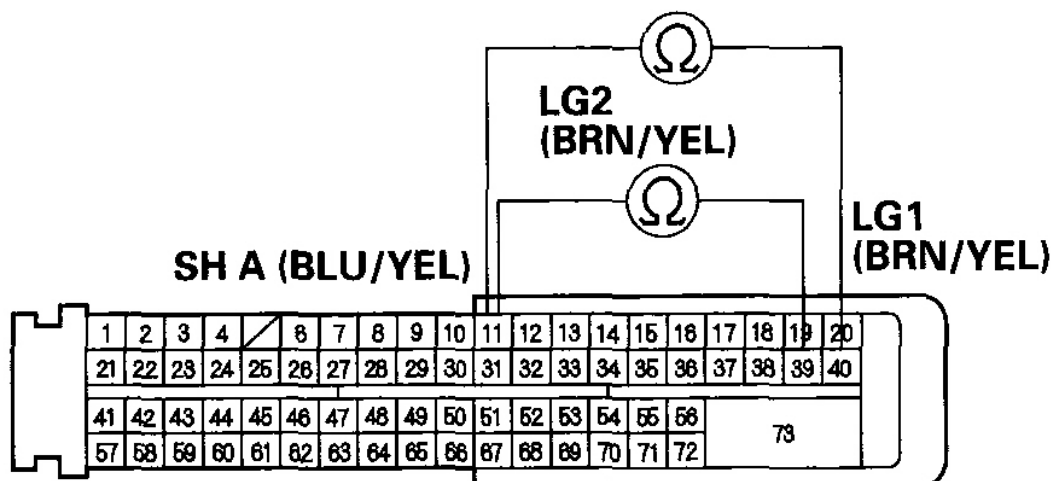 Ω
LG2
(BRN/YEL)
Ω
LG1
(BRN/YEL)
SH A (BLU/YEL)
1 2 3 4 6 7 8 9 10 11 12 13 14 15 16 17 18 19 20
21 22 23 24 25 26 27 28 29 30 31 32 33 34 35 36 37 38 39 40
41 42 43 44 45 46 47 48 49 50 51 52 53 54 55 56 73
57 58 59 60 61 62 63 64 65 66 67 68 69 70 71 72